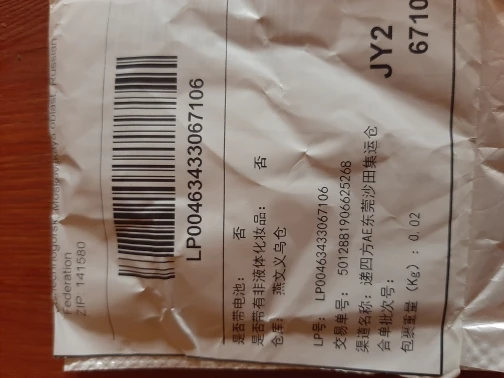 oblast, Russian
Federation
ZIP 141580
LP00463433067106
是否带电池： 否
是否带有非液体化妆品： 否
仓库： 燕文义乌仓
LP号： LP00463433067106
交易单号： 5012881906625268
渠道名称： 递四方AE东莞沙田集运仓
合单批次号：
包裹重量（Kg）： 0.02
JY2
6710